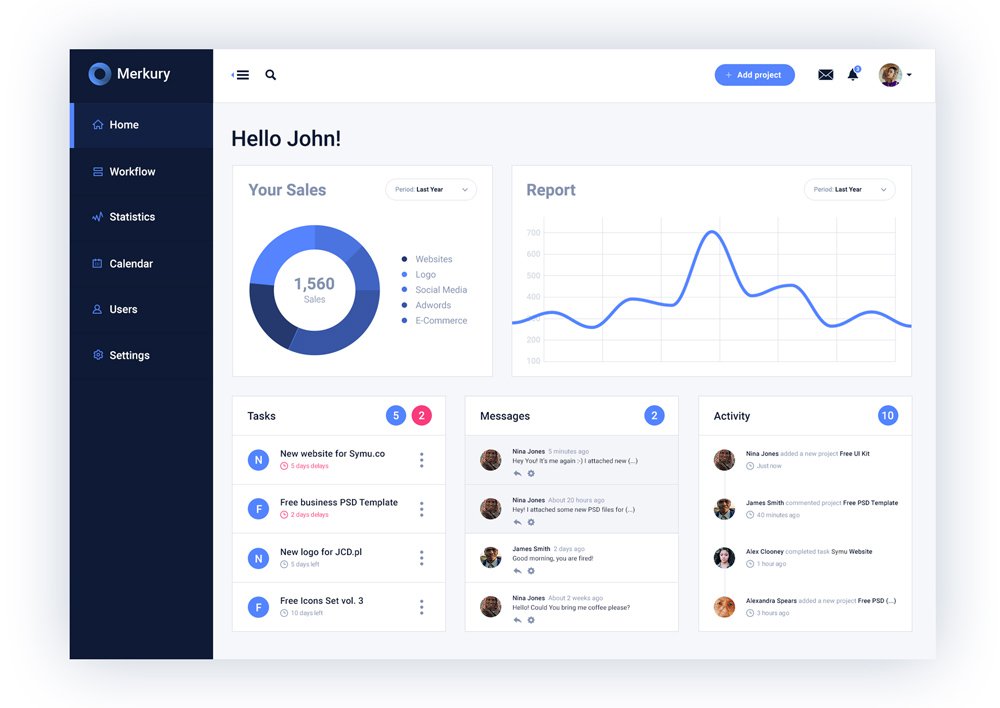 Merkury
Add project
3
Home
Workflow
Statistics
Calendar
Users
Settings
Hello John!
Your Sales
Period: Last Year
1,560
Sales
Websites
Logo
Social Media
Adwords
E-Commerce
Report
Period: Last Year
700
600
500
400
300
200
100
Tasks
5
2
N
New website for Symu.co
5 days delays
F
Free business PSD Template
2 days delays
N
New logo for JCD.pl
5 days left
F
Free Icons Set vol. 3
10 days left
Messages
2
Nina Jones 5 minutes ago
Hey You! It's me again :-) I attached new (...)
Nina Jones About 20 hours ago
Hey! I attached some new PSD files for (...)
James Smith 2 days ago
Good morning, you are fired!
Nina Jones About 2 weeks ago
Hello! Could You bring me coffee please?
Activity
10
Nina Jones added a new project Free UI Kit
Just now
James Smith commented project Free PSD Template
40 minutes ago
Alex Clooney completed task Symu Website
1 hour ago
Alexandra Spears added a new project Free PSD (...)
3 hours ago